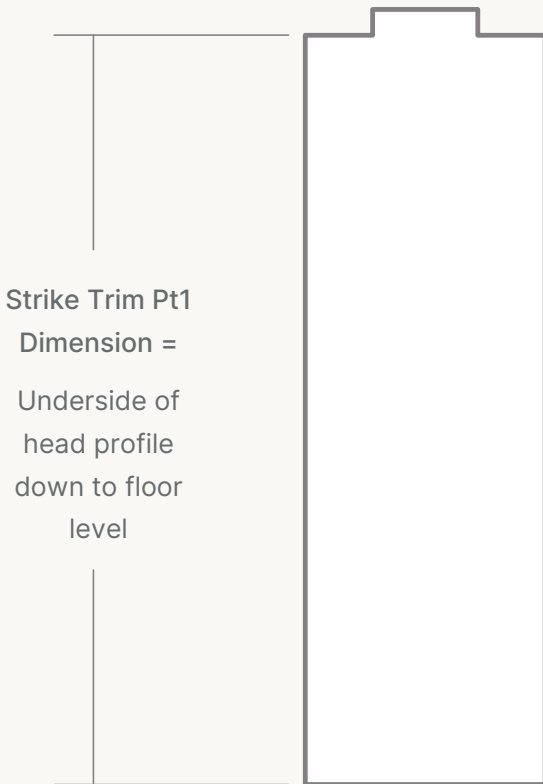 Strike Trim Pt1
Dimension =
Underside of
head profile
down to floor
level